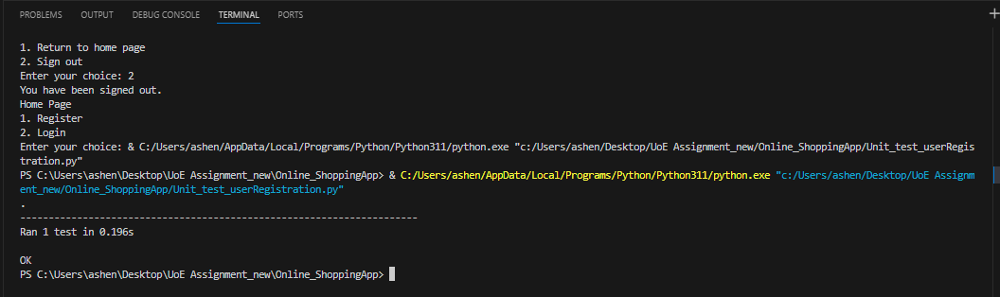 PROBLEMS OUTPUT DEBUG CONSOLE TERMINAL PORTS
1. Return to home page
2. Sign out
Enter your choice: 2
You have been signed out.
Home Page
1. Register
2. Login
Enter your choice: & C:/Users/ashen/AppData/Local/Programs/Python/Python311/python.exe "c:/Users/ashen/Desktop/UoE Assignment_new/Online_ShoppingApp/Unit_test_userRegis
tration.py"
PS C:\Users\ashen\Desktop\UoE Assignment_new\Online_ShoppingApp> & C:/Users/ashen/AppData/Local/Programs/Python/Python311/python.exe "c:/Users/ashen/Desktop/UoE Assignm
ent_new/Online_ShoppingApp/Unit_test_userRegistration.py"
.
----------------------------------------------------------------------
Ran 1 test in 0.196s
OK
PS C:\Users\ashen\Desktop\UoE Assignment_new\Online_ShoppingApp>